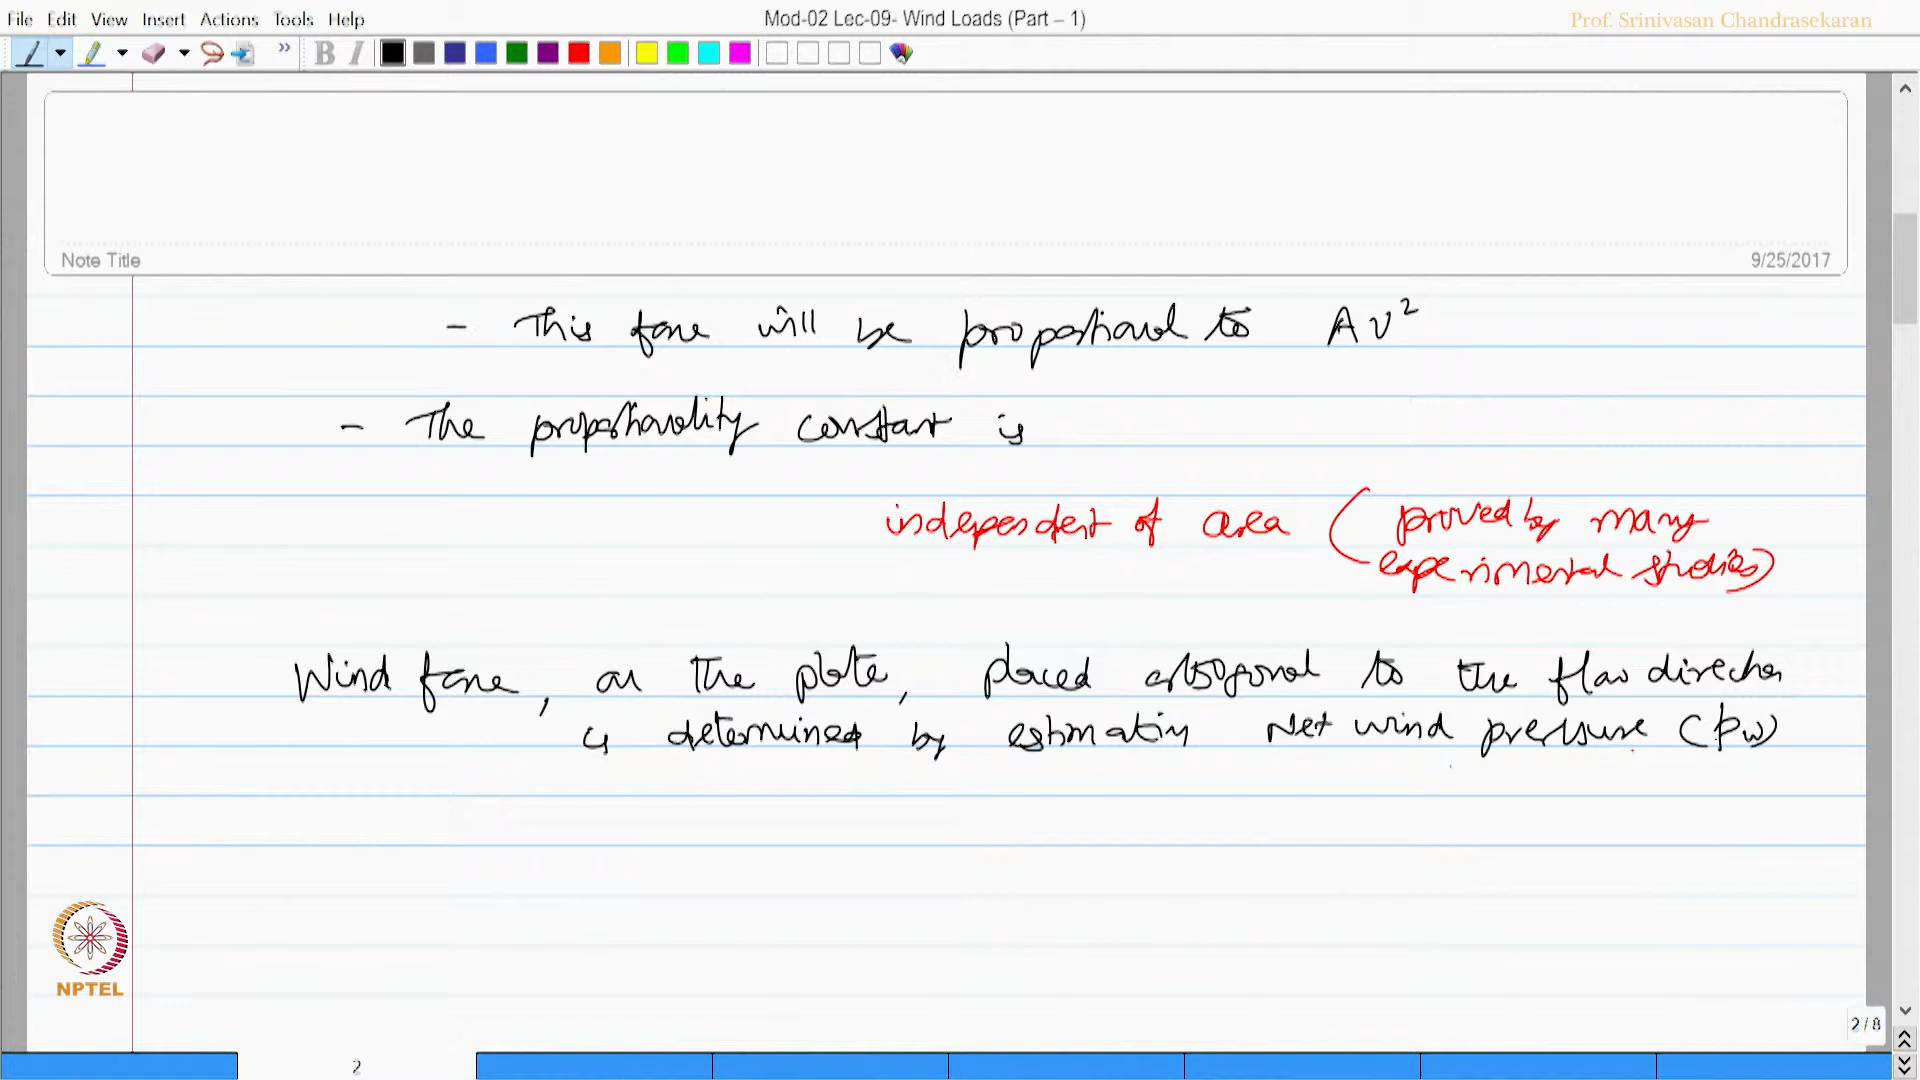 File Edit View Insert Actions Tools Help
Mod-02 Lec-09- Wind Loads (Part – 1)
Prof. Srinivasan Chandrasekaran
B I
Note Title
9/25/2017
- This force will be proportional to Av²
- The proportionality constant is
independent of area (proved by many
experimental studies)
Wind force, on the plate, placed orthogonal to the flow direction
is determined by estimating Net wind pressure (pw)
NPTEL
2 / 8
2